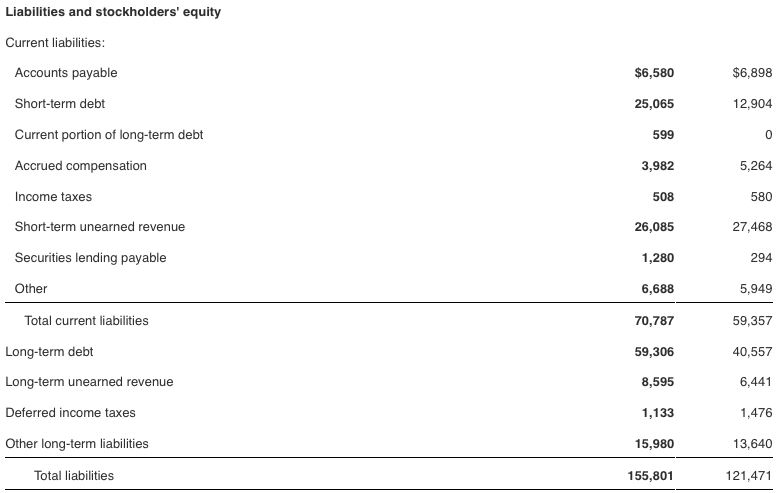 Liabilities and stockholders' equity
Current liabilities:
Accounts payable $6,580 $6,898
Short-term debt 25,065 12,904
Current portion of long-term debt 599 0
Accrued compensation 3,982 5,264
Income taxes 508 580
Short-term unearned revenue 26,085 27,468
Securities lending payable 1,280 294
Other 6,688 5,949
Total current liabilities 70,787 59,357
Long-term debt 59,306 40,557
Long-term unearned revenue 8,595 6,441
Deferred income taxes 1,133 1,476
Other long-term liabilities 15,980 13,640
Total liabilities 155,801 121,471